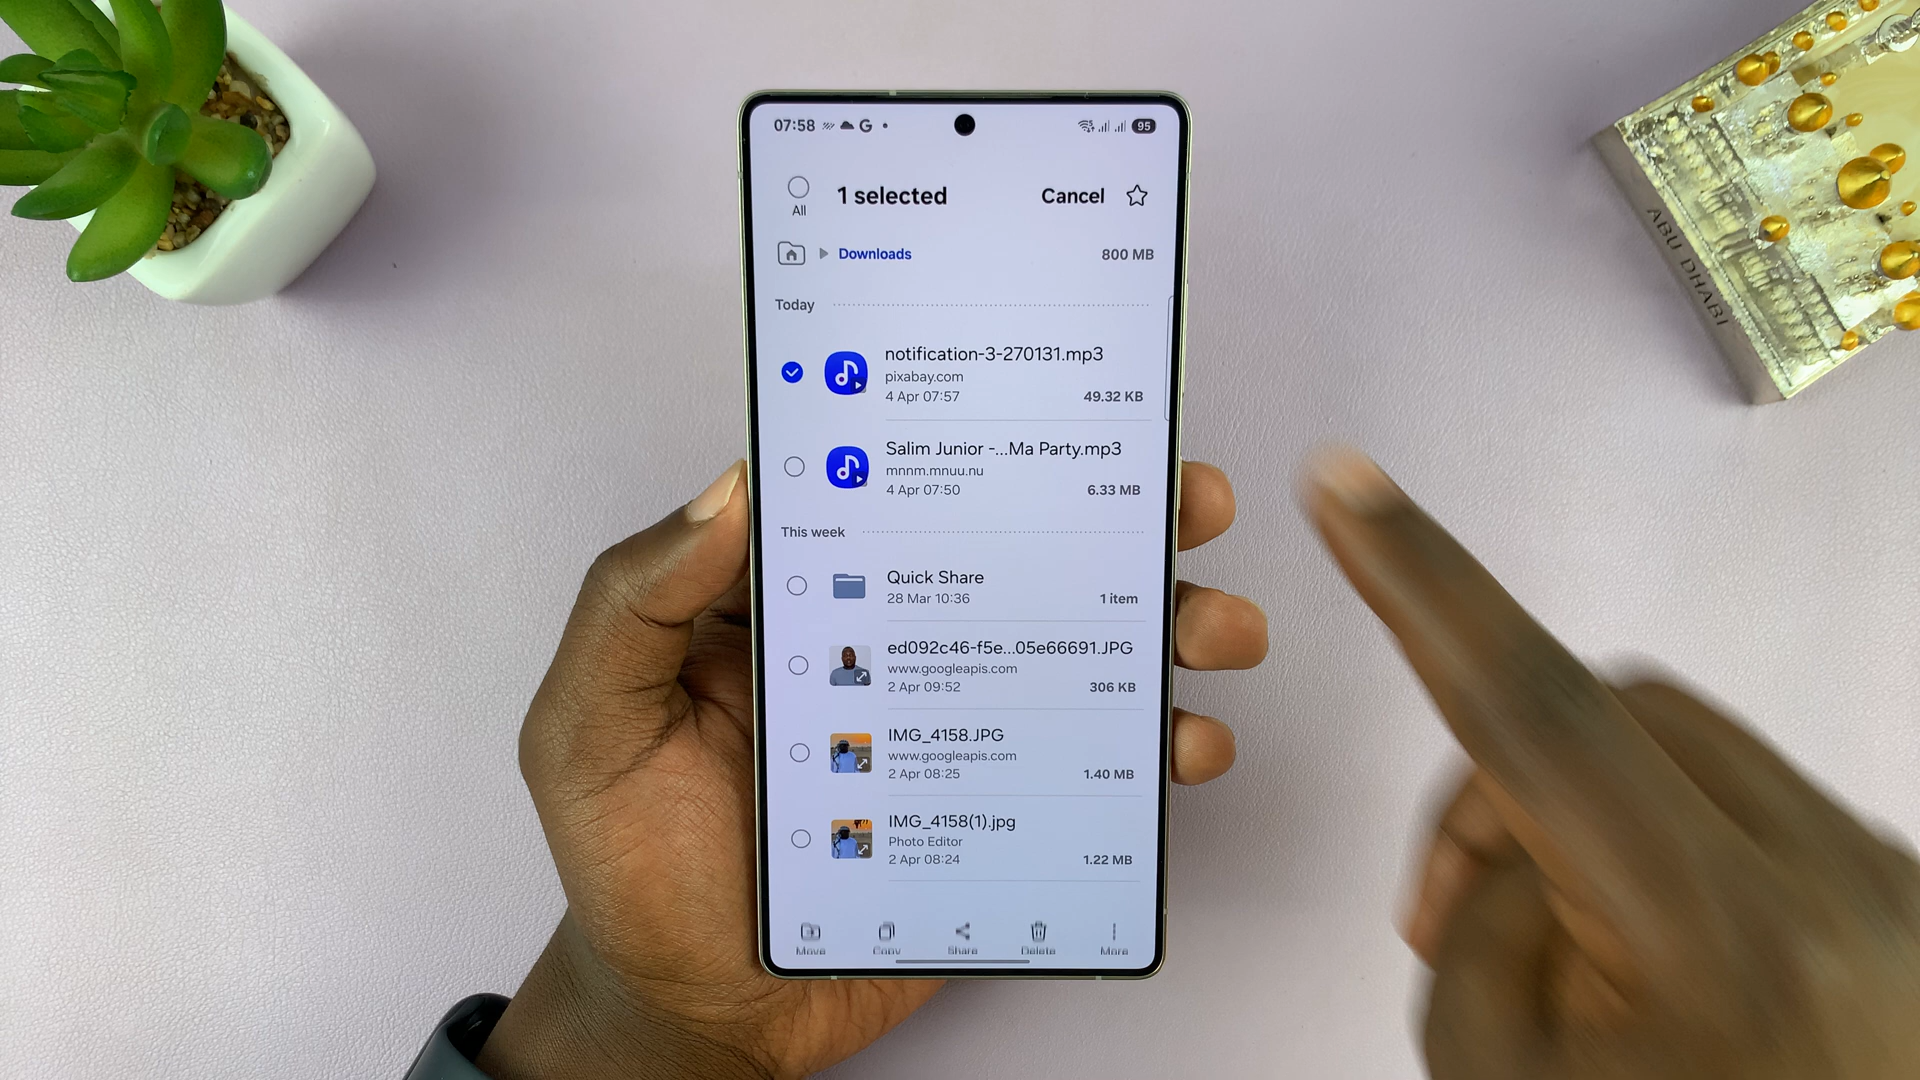 07:58 G 95
1 selected Cancel
All
Downloads 800 MB
Today
notification-3-270131.mp3
pixabay.com
4 Apr 07:57 49.32 KB
Salim Junior -...Ma Party.mp3
mnnm.mnuu.nu
4 Apr 07:50 6.33 MB
This week
Quick Share
28 Mar 10:36 1 item
ed092c46-f5e...05e66691.JPG
www.googleapis.com
2 Apr 09:52 306 KB
IMG_4158.JPG
www.googleapis.com
2 Apr 08:25 1.40 MB
IMG_4158(1).jpg
Photo Editor
2 Apr 08:24 1.22 MB
Move Copy Share Delete More
ABU DHABI